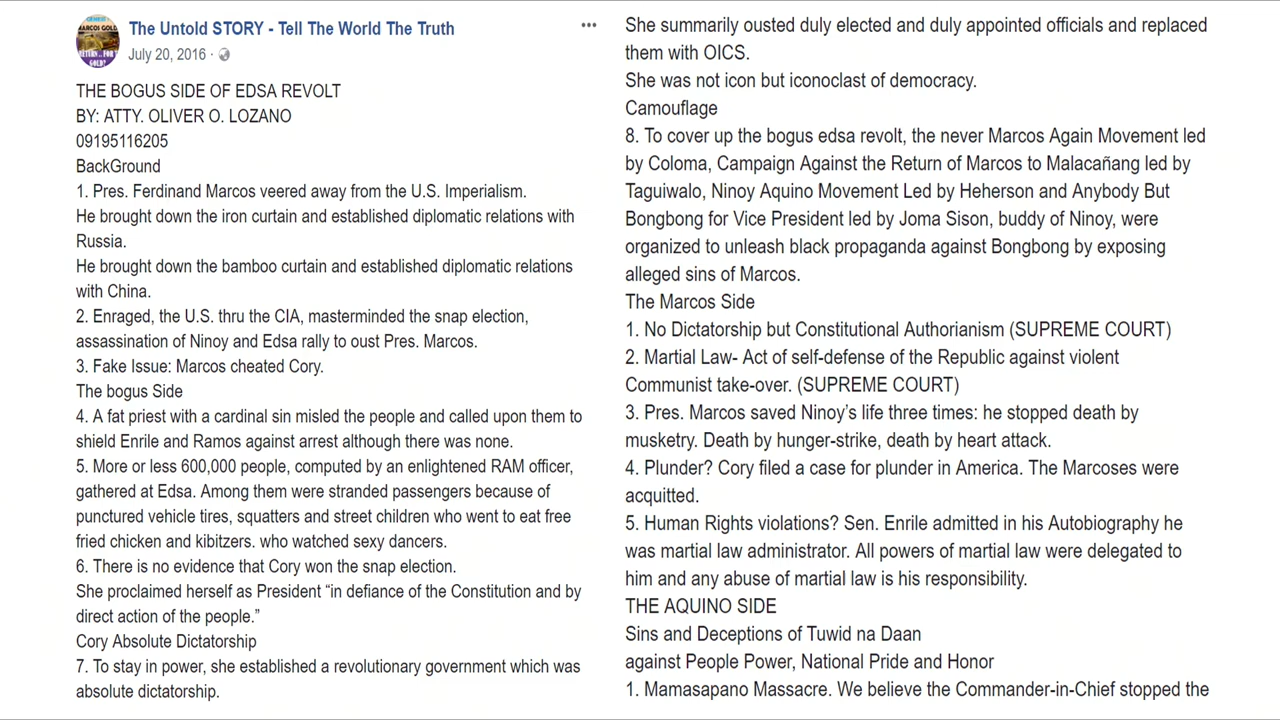 The Untold STORY - Tell The World The Truth
July 20, 2016 ·
THE BOGUS SIDE OF EDSA REVOLT
BY: ATTY. OLIVER O. LOZANO
09195116205
BackGround
1. Pres. Ferdinand Marcos veered away from the U.S. Imperialism.
He brought down the iron curtain and established diplomatic relations with
Russia.
He brought down the bamboo curtain and established diplomatic relations
with China.
2. Enraged, the U.S. thru the CIA, masterminded the snap election,
assassination of Ninoy and Edsa rally to oust Pres. Marcos.
3. Fake Issue: Marcos cheated Cory.
The bogus Side
4. A fat priest with a cardinal sin misled the people and called upon them to
shield Enrile and Ramos against arrest although there was none.
5. More or less 600,000 people, computed by an enlightened RAM officer,
gathered at Edsa. Among them were stranded passengers because of
punctured vehicle tires, squatters and street children who went to eat free
fried chicken and kibitzers. who watched sexy dancers.
6. There is no evidence that Cory won the snap election.
She proclaimed herself as President “in defiance of the Constitution and by
direct action of the people.”
Cory Absolute Dictatorship
7. To stay in power, she established a revolutionary government which was
absolute dictatorship.
She summarily ousted duly elected and duly appointed officials and replaced
them with OICS.
She was not icon but iconoclast of democracy.
Camouflage
8. To cover up the bogus edsa revolt, the never Marcos Again Movement led
by Coloma, Campaign Against the Return of Marcos to Malacañang led by
Taguiwalo, Ninoy Aquino Movement Led by Heherson and Anybody But
Bongbong for Vice President led by Joma Sison, buddy of Ninoy, were
organized to unleash black propaganda against Bongbong by exposing
alleged sins of Marcos.
The Marcos Side
1. No Dictatorship but Constitutional Authorianism (SUPREME COURT)
2. Martial Law- Act of self-defense of the Republic against violent
Communist take-over. (SUPREME COURT)
3. Pres. Marcos saved Ninoy’s life three times: he stopped death by
musketry. Death by hunger-strike, death by heart attack.
4. Plunder? Cory filed a case for plunder in America. The Marcoses were
acquitted.
5. Human Rights violations? Sen. Enrile admitted in his Autobiography he
was martial law administrator. All powers of martial law were delegated to
him and any abuse of martial law is his responsibility.
THE AQUINO SIDE
Sins and Deceptions of Tuwid na Daan
against People Power, National Pride and Honor
1. Mamasapano Massacre. We believe the Commander-in-Chief stopped the